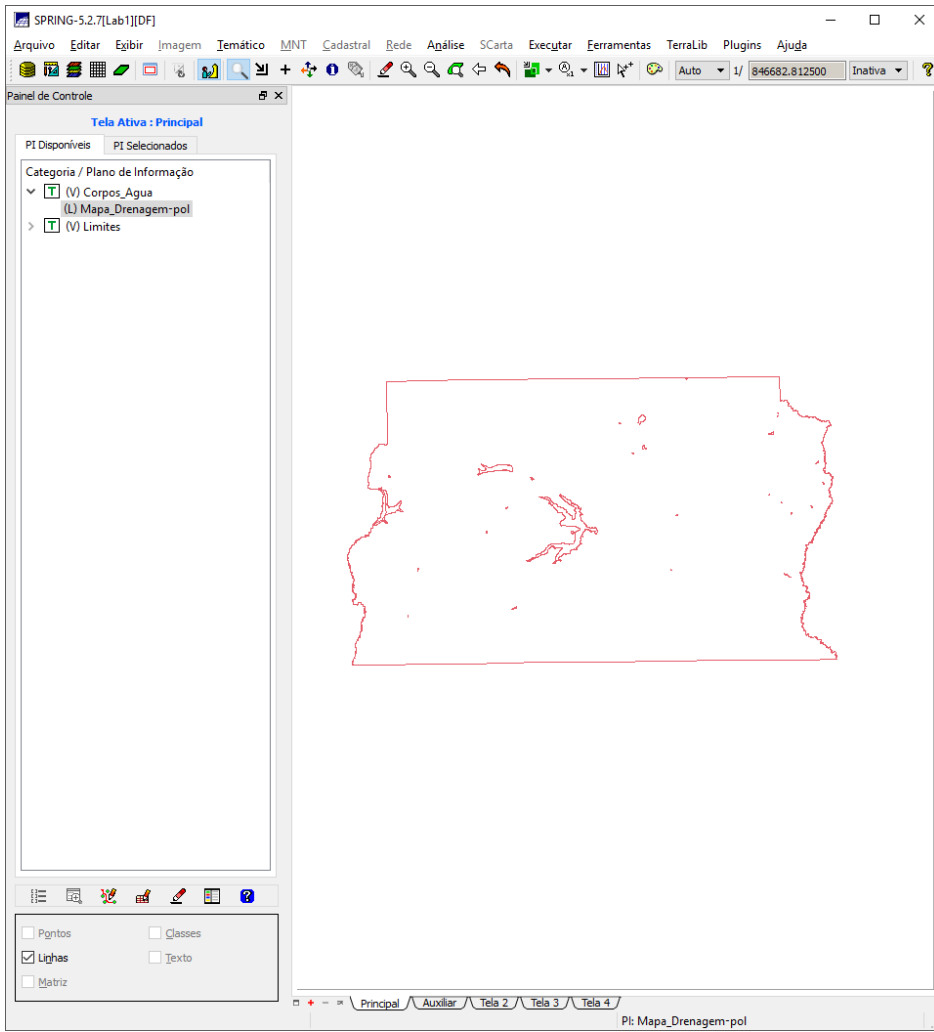 SPRING-5.2.7[Lab1][DF]
Arquivo Editar Exibir Imagem Temático MNT Cadastral Rede Análise SCarta Executar Ferramentas TerraLib Plugins Ajuda
Auto 1/ 846682.812500 Inativa
Painel de Controle
Tela Ativa : Principal
PI Disponíveis PI Selecionados
Categoria / Plano de Informação
T (V) Corpos_Agua
(L) Mapa_Drenagem-pol
T (V) Limites
Pontos Classes
Linhas Texto
Matriz
Principal Auxiliar Tela 2 Tela 3 Tela 4
PI: Mapa_Drenagem-pol